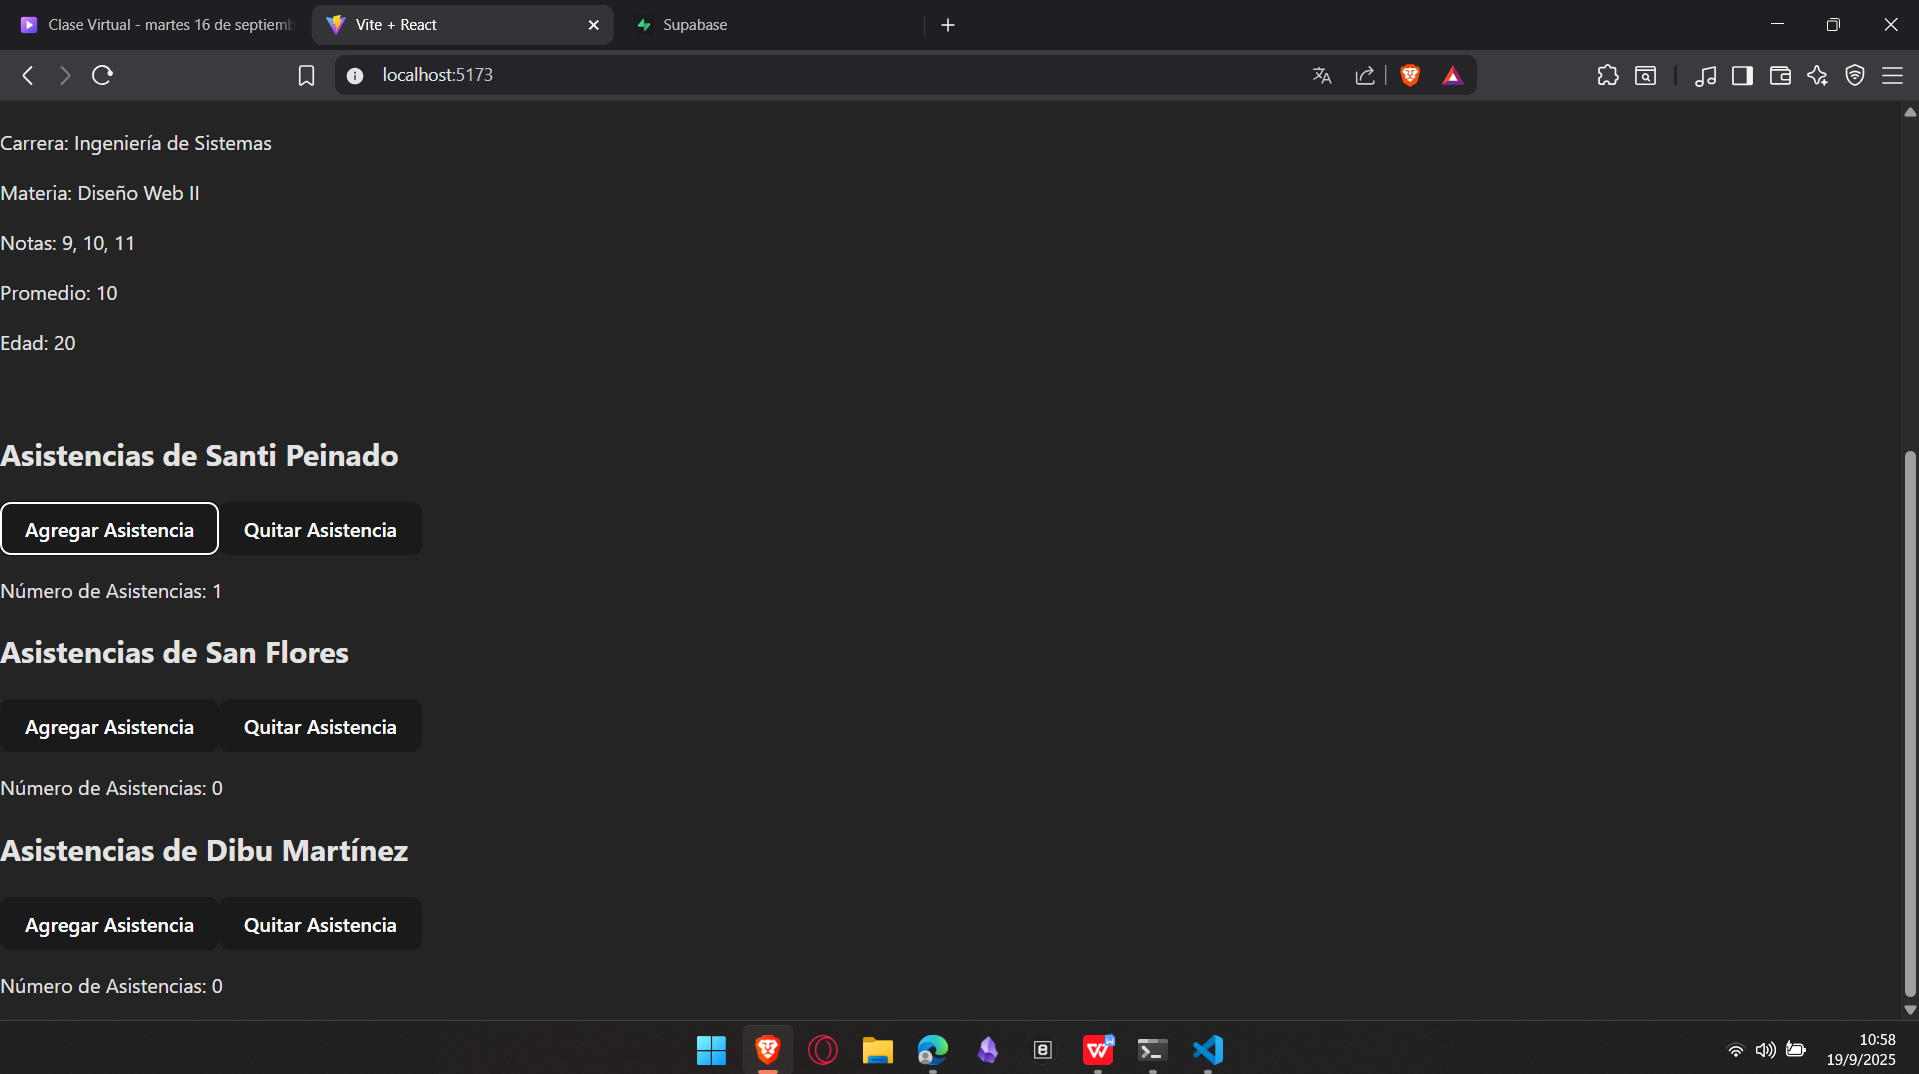 Clase Virtual - martes 16 de septiemb
Vite + React
Supabase
localhost:5173
Carrera: Ingeniería de Sistemas
Materia: Diseño Web II
Notas: 9, 10, 11
Promedio: 10
Edad: 20
Asistencias de Santi Peinado
Agregar Asistencia Quitar Asistencia
Número de Asistencias: 1
Asistencias de San Flores
Agregar Asistencia Quitar Asistencia
Número de Asistencias: 0
Asistencias de Dibu Martínez
Agregar Asistencia Quitar Asistencia
Número de Asistencias: 0
10:58
19/9/2025